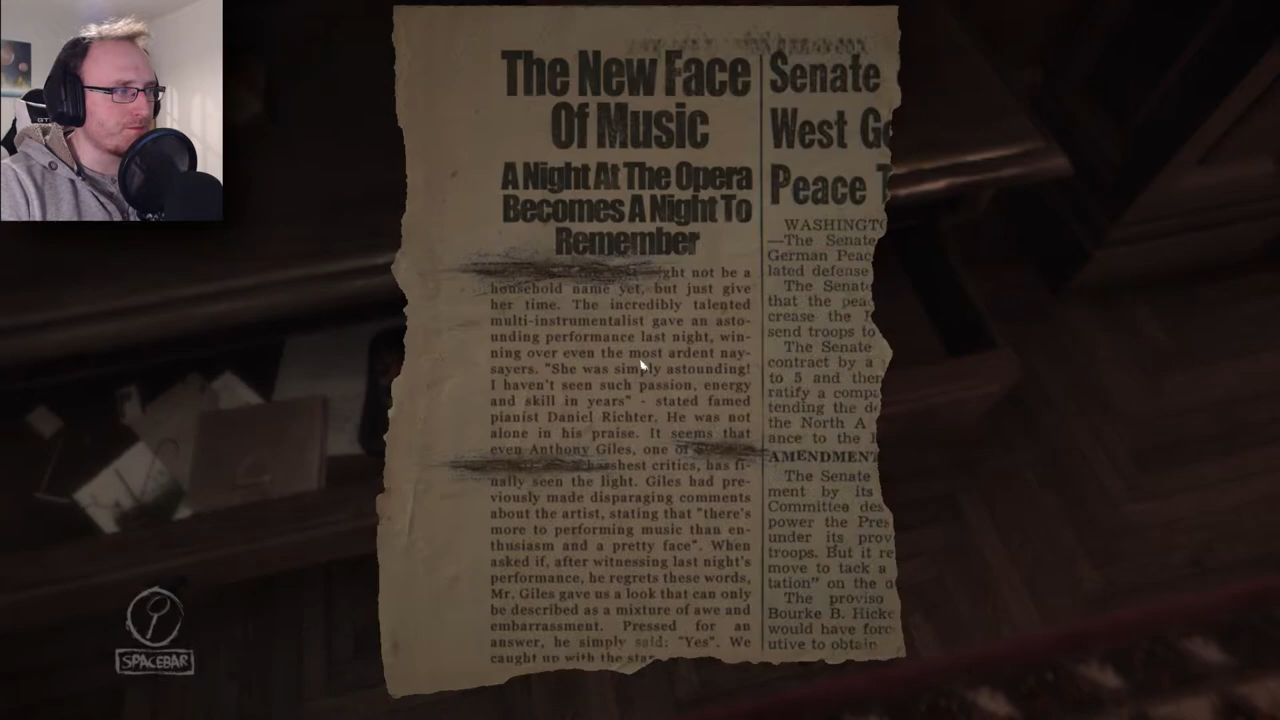 The New Face
Of Music
A Night At The Opera
Becomes A Night To
Remember
not be a
household name yet, but just give
her time. The incredibly talented
multi-instrumentalist gave an asto-
unding performance last night, win-
ning over even the most ardent nay-
sayers. "She was simply astounding!
I haven't seen such passion, energy
and skill in years" - stated famed
pianist Daniel Richter. He was not
alone in his praise. It seems that
even Anthony Giles, one of
harshest critics, has fi-
nally seen the light. Giles had pre-
viously made disparaging comments
about the artist, stating that "there's
more to performing music than en-
thusiasm and a pretty face". When
asked if, after witnessing last night's
performance, he regrets these words,
Mr. Giles gave us a look that can only
be described as a mixture of awe and
embarrassment. Pressed for an
answer, he simply said: "Yes". We
caught up with the star
Senate
West Ge
Peace T
WASHINGTO
—The Senate
German Peac
lated defense
The Senate
that the peac
crease the
send troops to
The Senate
contract by a
to 5 and then
ratify a compa
tending the de
the North A
ance to the
AMENDMENT
The Senate
ment by its
Committee des
power the Pres
under its prov
troops. But it re
move to tack a
tation" on the
The proviso
Bourke B. Hicke
would have forc
utive to obtain
SPACEBAR